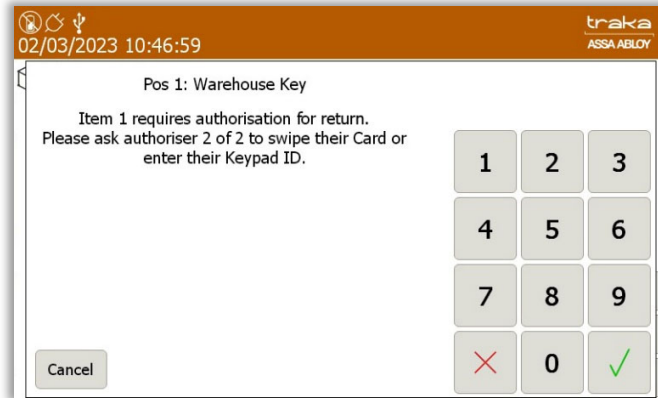 02/03/2023 10:46:59
traka
ASSA ABLOY
Pos 1: Warehouse Key
Item 1 requires authorisation for return.
Please ask authoriser 2 of 2 to swipe their Card or
enter their Keypad ID.
1 2 3
4 5 6
7 8 9
0
Cancel